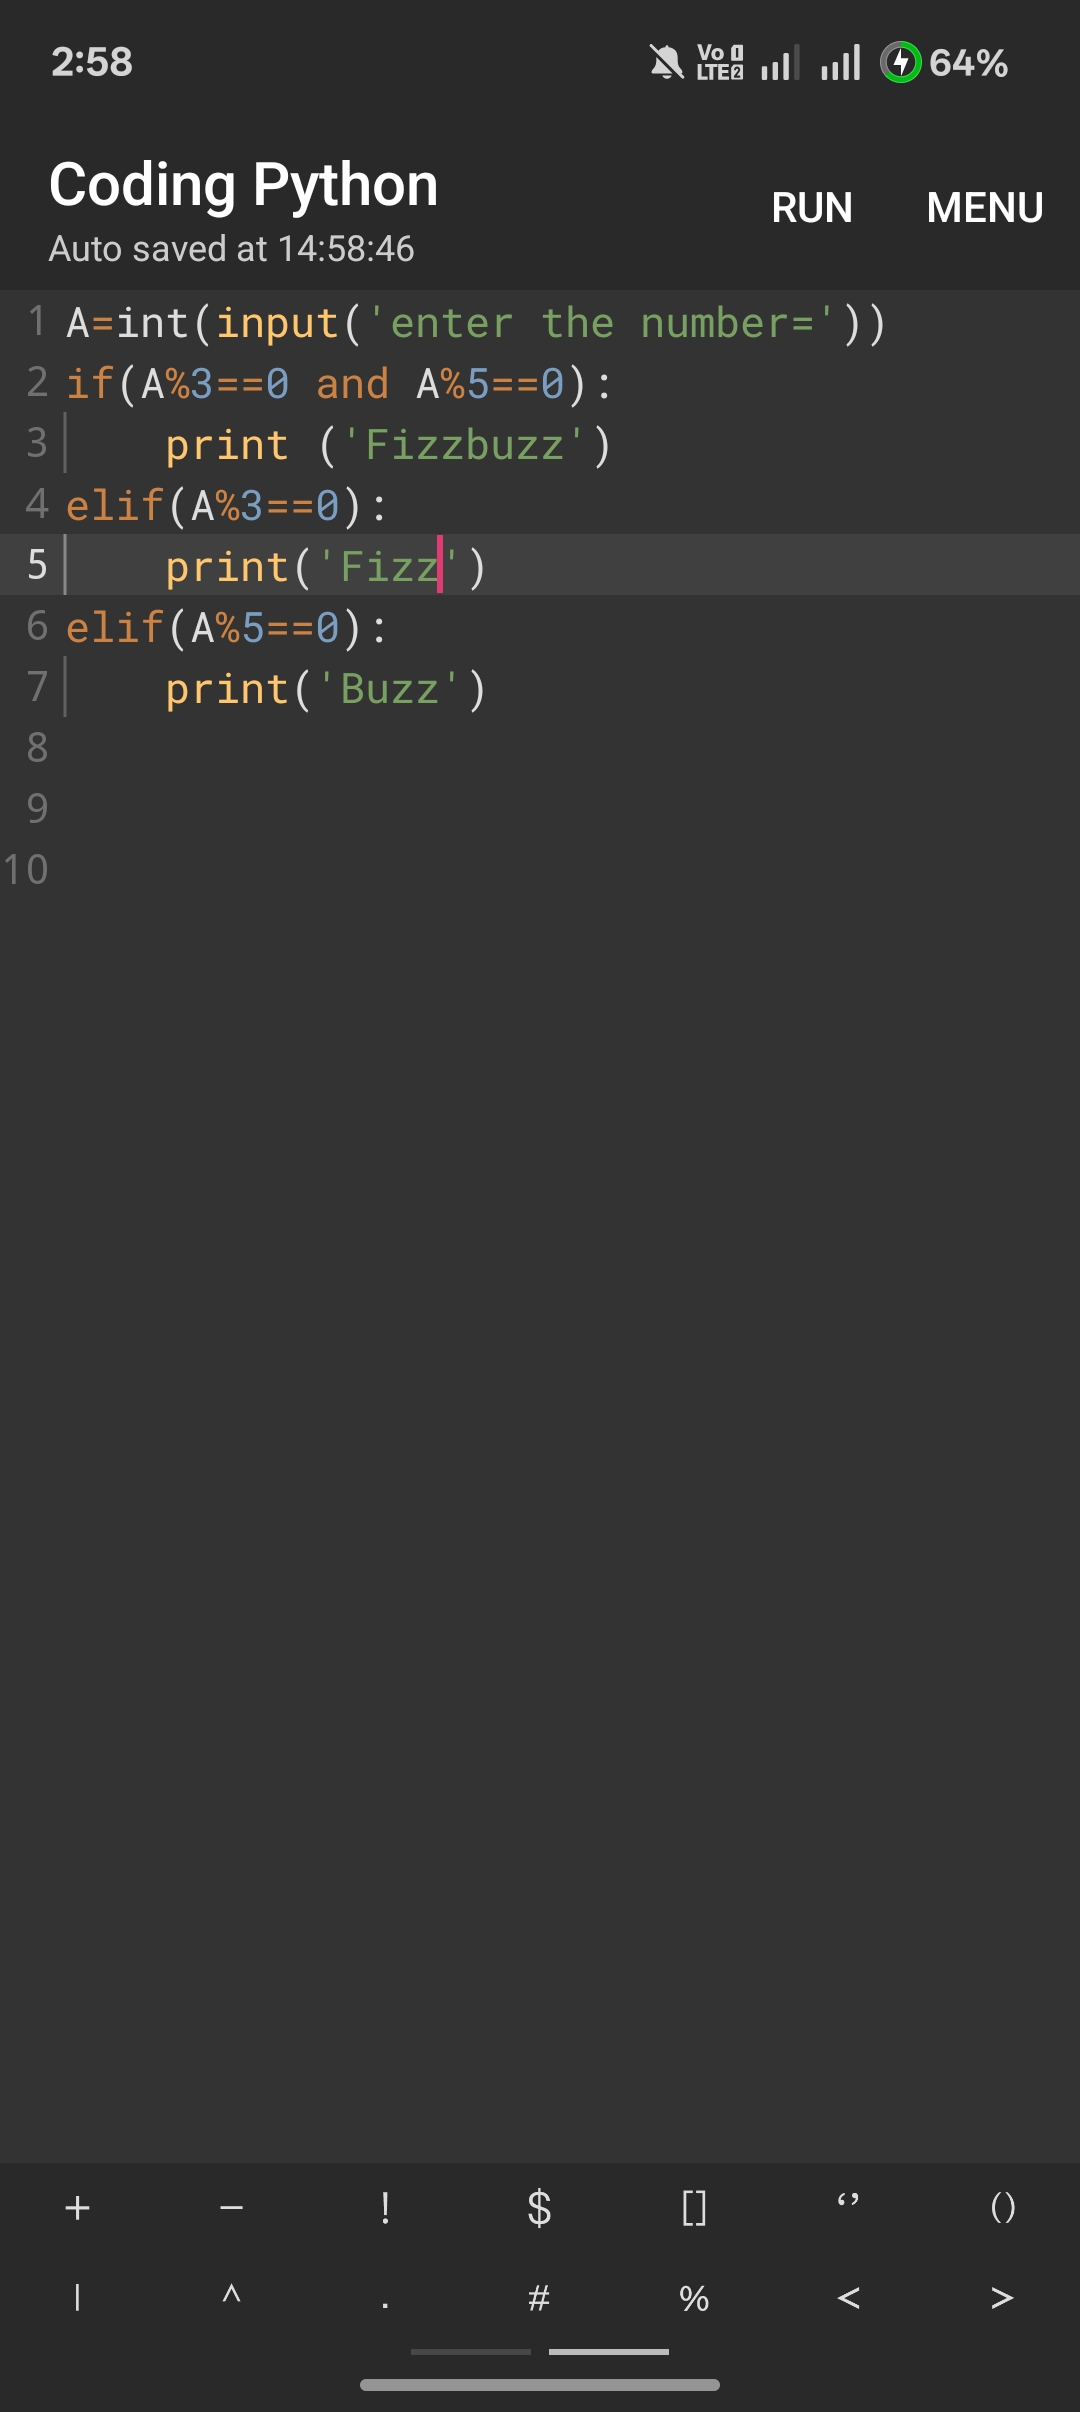 2:58 Vo 1 LTE2 64%
Coding Python
Auto saved at 14:58:46
RUN MENU
1 A=int(input('enter the number='))
2 if(A%3==0 and A%5==0):
3     print ('Fizzbuzz')
4 elif(A%3==0):
5     print('Fizz')
6 elif(A%5==0):
7     print('Buzz')
8
9
10
+ − ! $ [] ‘’ ()
| ^ . # % < >